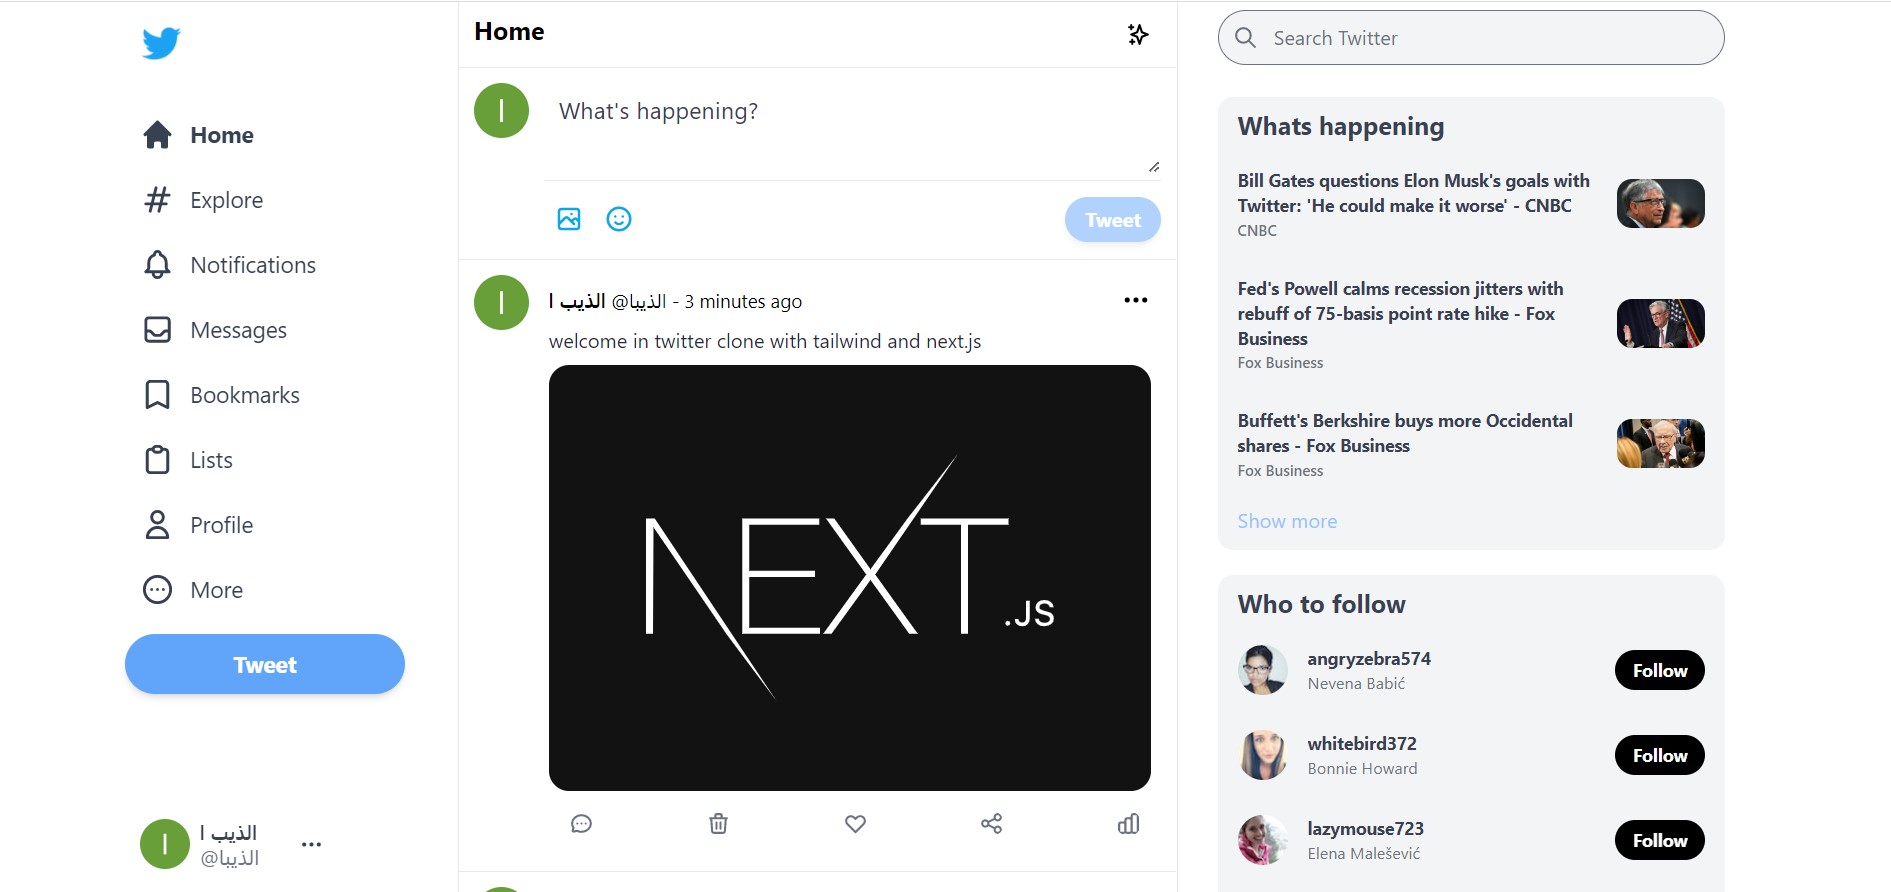 Home
Explore
Notifications
Messages
Bookmarks
Lists
Profile
More
Tweet
ا الذيب
@الذيبا
Home
ا
What's happening?
Tweet
ا
ا الذيب @الذيبا - 3 minutes ago
welcome in twitter clone with tailwind and next.js
NEXT.JS
ا
Search Twitter
Whats happening
Bill Gates questions Elon Musk's goals with
Twitter: 'He could make it worse' - CNBC
CNBC
Fed's Powell calms recession jitters with
rebuff of 75-basis point rate hike - Fox
Business
Fox Business
Buffett's Berkshire buys more Occidental
shares - Fox Business
Fox Business
Show more
Who to follow
angryzebra574
Nevena Babić
Follow
whitebird372
Bonnie Howard
Follow
lazymouse723
Elena Malešević
Follow